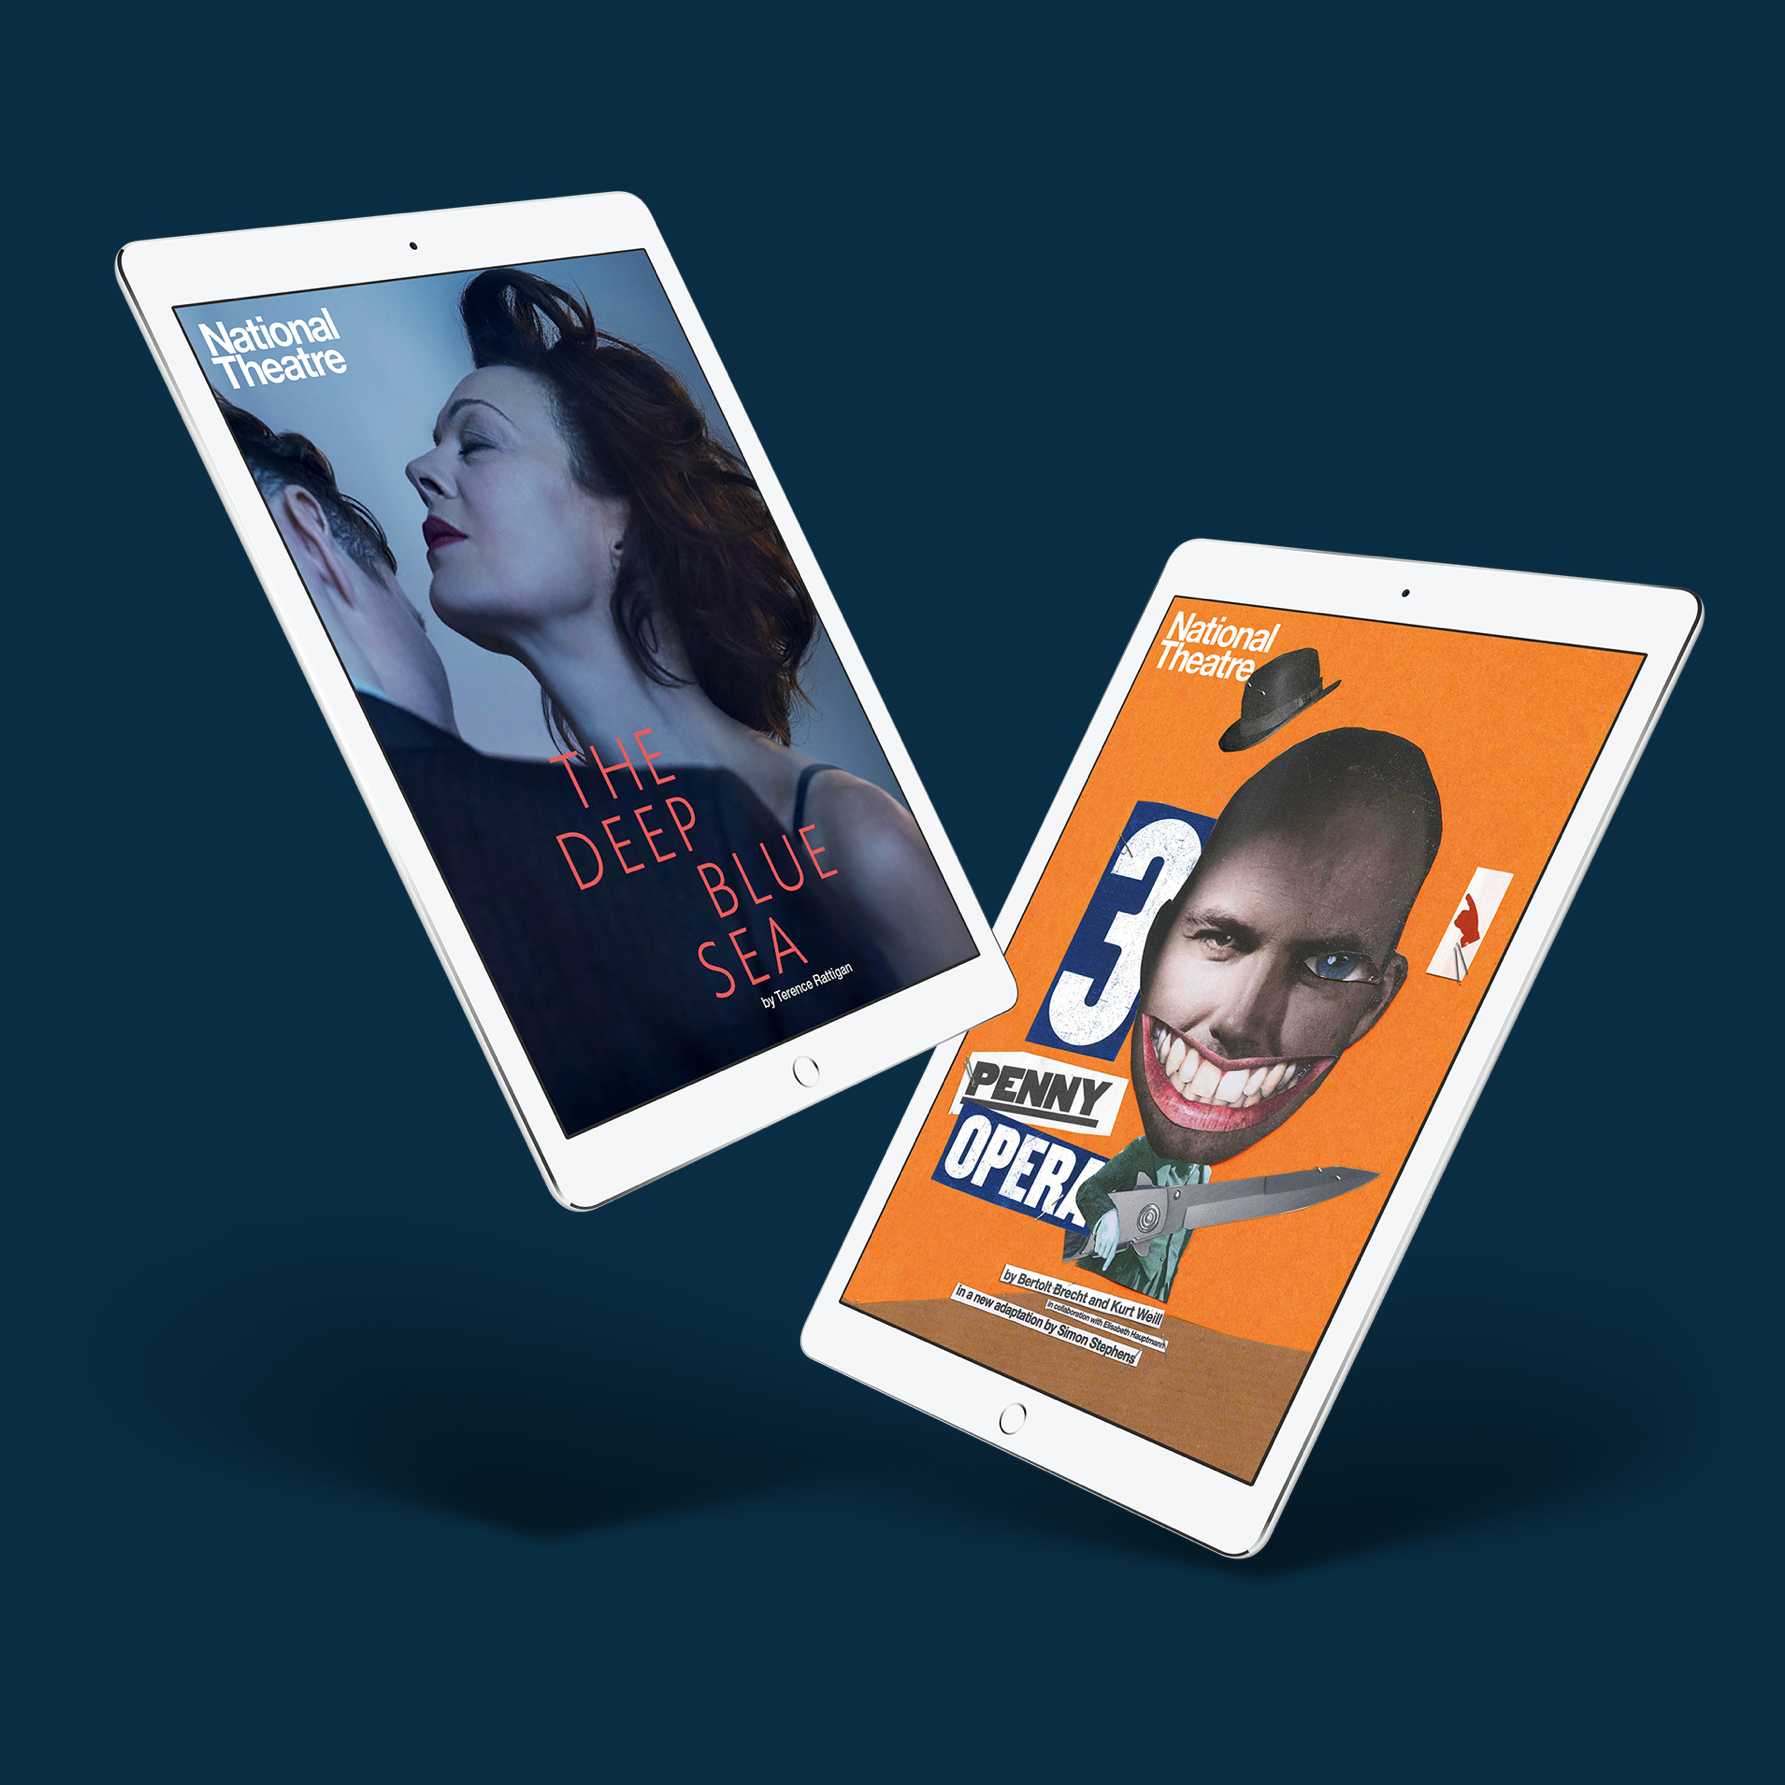 National
Theatre
THE
DEEP
BLUE
SEA
by Terence Rattigan
National
Theatre
3
PENNY
OPERA
by Bertolt Brecht and Kurt Weill
in collaboration with Elisabeth Hauptmann
in a new adaptation by Simon Stephens